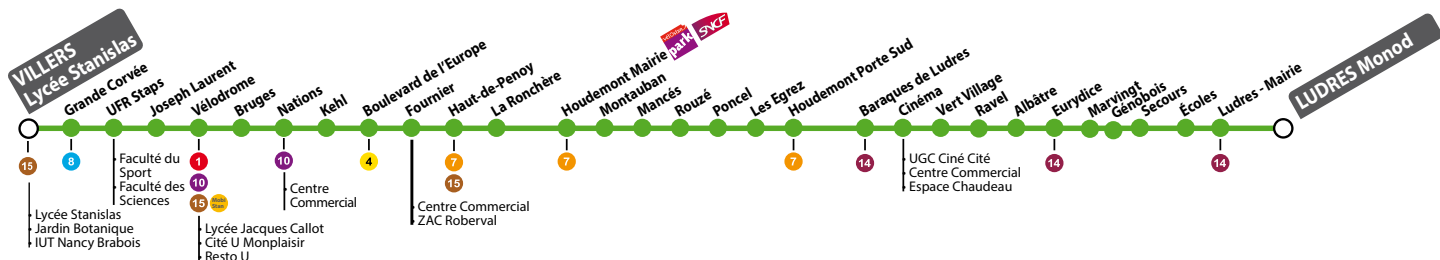 VILLERS
Lycée Stanislas
Grande Corvée
UFR Staps
Joseph Laurent
Vélodrome
Bruges
Nations
Kehl
Boulevard de l'Europe
Fournier
Haut-de-Penoy
La Ronchère
Houdemont Mairie
vélOstan
park
SNCF
Montauban
Mancés
Rouzé
Poncel
Les Egrez
Houdemont Porte Sud
Baraques de Ludres
Cinéma
Vert Village
Ravel
Albâtre
Eurydice
Marvingt
Génobois
Secours
Écoles
Ludres - Mairie
LUDRES Monod
15
Lycée Stanislas
Jardin Botanique
IUT Nancy Brabois
8
Faculté du
Sport
Faculté des
Sciences
1
10
15
Mobi
Stan
Lycée Jacques Callot
Cité U Monplaisir
Resto U
10
Centre
Commercial
4
Centre Commercial
ZAC Roberval
7
15
7
7
14
UGC Ciné Cité
Centre Commercial
Espace Chaudeau
14
14